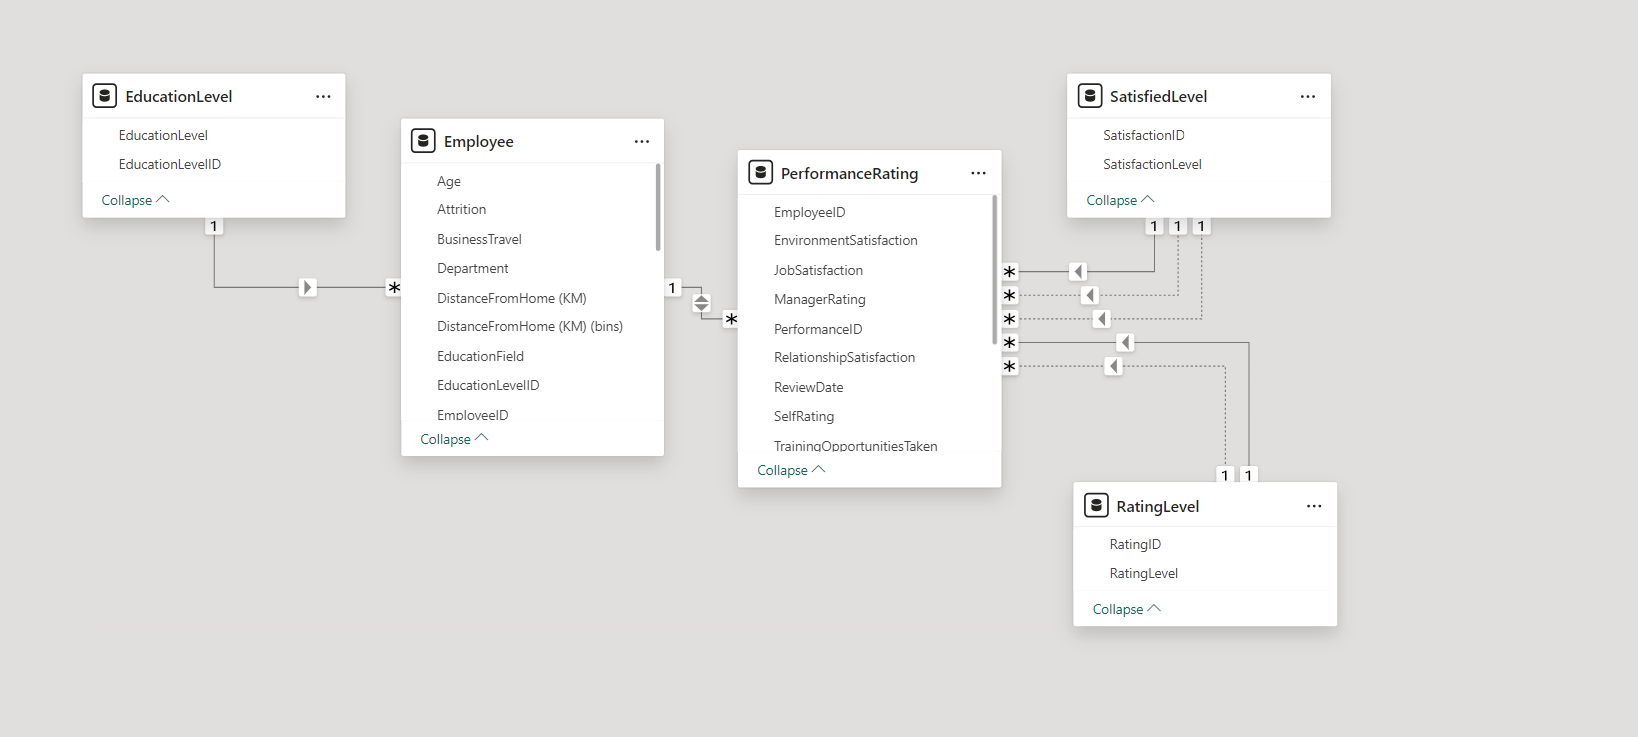 EducationLevel
EducationLevel
EducationLevelID
Collapse
1
*
Employee
Age
Attrition
BusinessTravel
Department
DistanceFromHome (KM)
DistanceFromHome (KM) (bins)
EducationField
EducationLevelID
EmployeeID
Collapse
1
*
PerformanceRating
EmployeeID
EnvironmentSatisfaction
JobSatisfaction
ManagerRating
PerformanceID
RelationshipSatisfaction
ReviewDate
SelfRating
TrainingOpportunitiesTaken
Collapse
SatisfiedLevel
SatisfactionID
SatisfactionLevel
Collapse
1 1 1
*
*
*
*
*
1 1
RatingLevel
RatingID
RatingLevel
Collapse